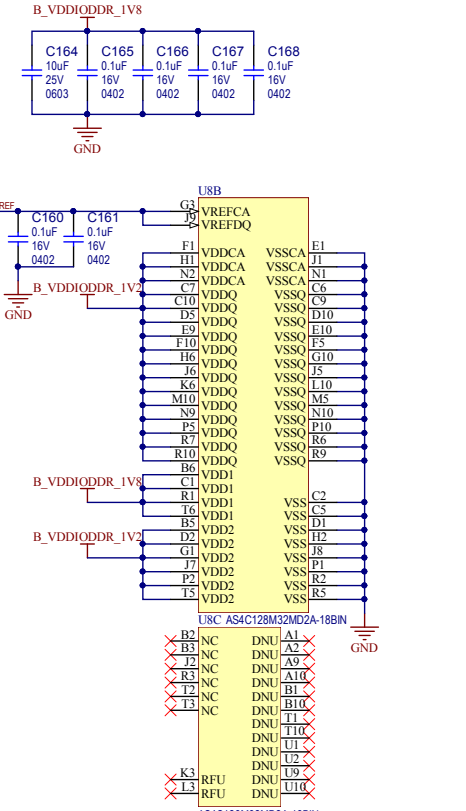 B_VDDIODDR_1V8
C164 C165 C166 C167 C168
10uF 0.1uF 0.1uF 0.1uF 0.1uF
25V 16V 16V 16V 16V
0603 0402 0402 0402 0402
GND
U8B
REF
C160 C161
0.1uF 0.1uF
16V 16V
0402 0402
GND
G3 VREFCA
J9 VREFDQ
F1 VDDCA VSSCA E1
H1 VDDCA VSSCA J1
N2 VDDCA VSSCA N1
B_VDDIODDR_1V2
C7 VDDQ VSSQ C6
C10 VDDQ VSSQ C9
D5 VDDQ VSSQ D10
E9 VDDQ VSSQ E10
F10 VDDQ VSSQ F5
H6 VDDQ VSSQ G10
J6 VDDQ VSSQ J5
K6 VDDQ VSSQ L10
M10 VDDQ VSSQ M5
N9 VDDQ VSSQ N10
P5 VDDQ VSSQ P10
R7 VDDQ VSSQ R6
R10 VDDQ VSSQ R9
B6 VDD1
B_VDDIODDR_1V8
C1 VDD1
R1 VDD1 VSS C2
T6 VDD1 VSS C5
B5 VDD2 VSS D1
B_VDDIODDR_1V2
D2 VDD2 VSS H2
G1 VDD2 VSS J8
J7 VDD2 VSS P1
P2 VDD2 VSS R2
T5 VDD2 VSS R5
U8C AS4C128M32MD2A-18BIN
GND
B2 NC DNU A1
B3 NC DNU A2
J2 NC DNU A9
R3 NC DNU A10
T2 NC DNU B1
T3 NC DNU B10
DNU T1
DNU T10
DNU U1
DNU U2
K3 RFU DNU U9
L3 RFU DNU U10